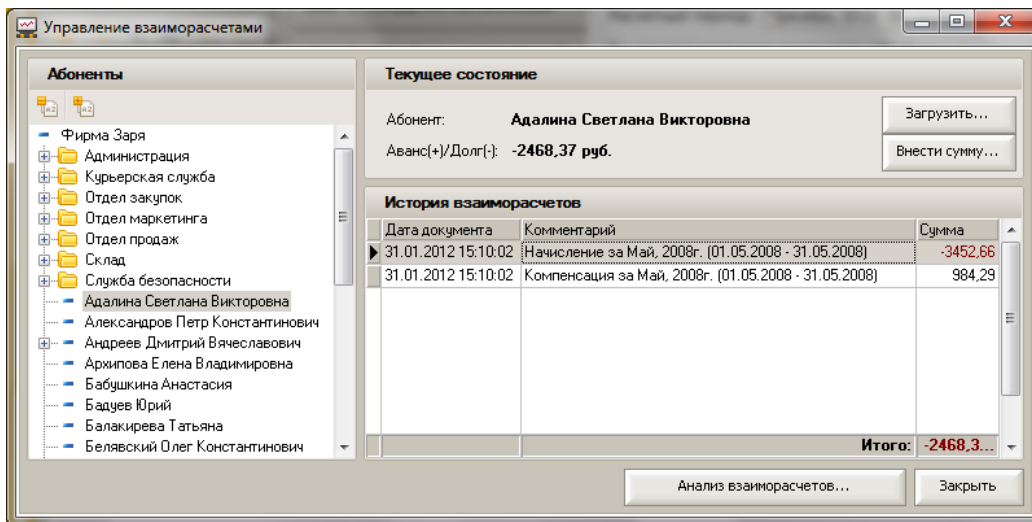 Управление взаиморасчетами
Абоненты
Фирма Заря
Администрация
Курьерская служба
Отдел закупок
Отдел маркетинга
Отдел продаж
Склад
Служба безопасности
Адалина Светлана Викторовна
Александров Петр Константинович
Андреев Дмитрий Вячеславович
Архипова Елена Владимировна
Бабушкина Анастасия
Бадуев Юрий
Балакирева Татьяна
Белявский Олег Константинович
Текущее состояние
Абонент: Адалина Светлана Викторовна
Аванс(+)/Долг(-): -2468,37 руб.
Загрузить...
Внести сумму...
История взаиморасчетов
Дата документа Комментарий Сумма
31.01.2012 15:10:02 Начисление за Май, 2008г. (01.05.2008 - 31.05.2008) -3452,66
31.01.2012 15:10:02 Компенсация за Май, 2008г. (01.05.2008 - 31.05.2008) 984,29
Итого: -2468,3...
Анализ взаиморасчетов... Закрыть